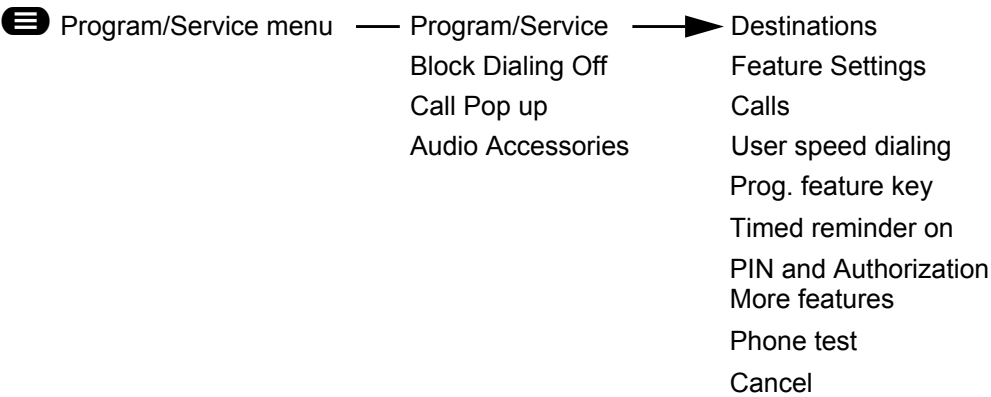 Program/Service menu
Program/Service
Block Dialing Off
Call Pop up
Audio Accessories
Destinations
Feature Settings
Calls
User speed dialing
Prog. feature key
Timed reminder on
PIN and Authorization
More features
Phone test
Cancel